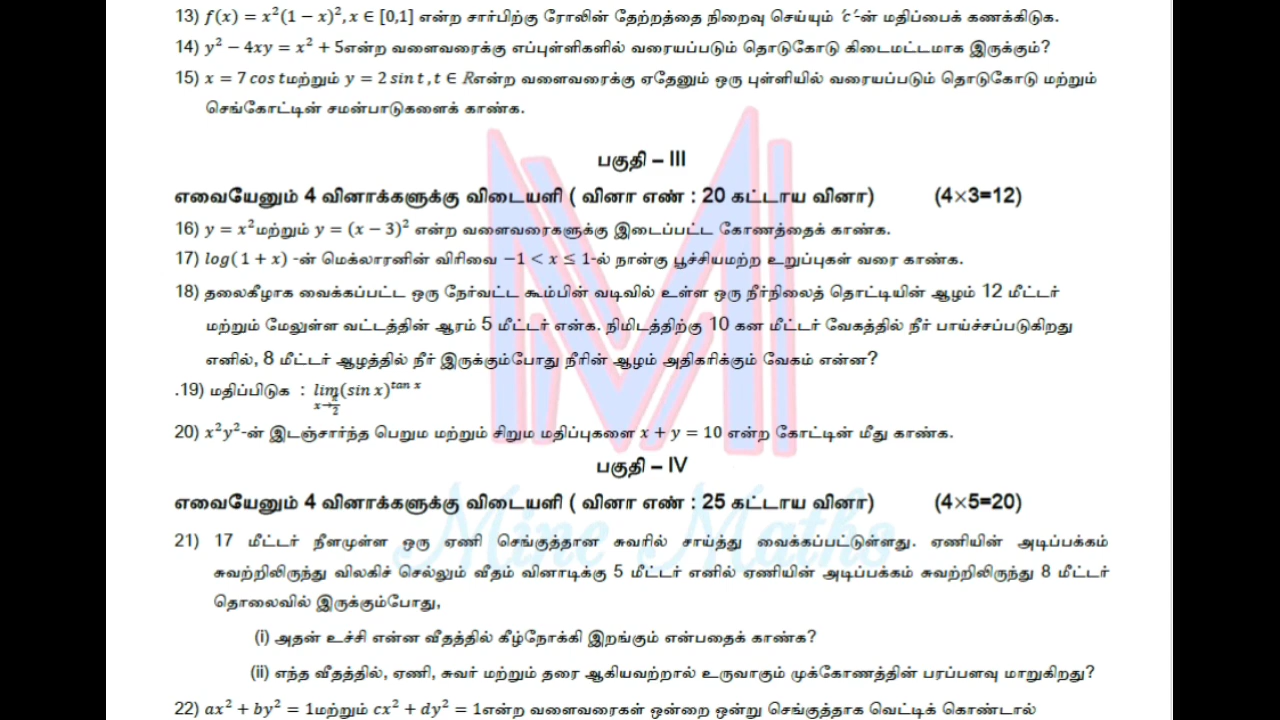 13) f(x) = x²(1 − x)², x ∈ [0,1] என்ற சார்பிற்கு ரோலின் தேற்றத்தை நிறைவு செய்யும் 'c'-ன் மதிப்பைக் கணக்கிடுக.
14) y² − 4xy = x² + 5என்ற வளைவரைக்கு எப்புள்ளிகளில் வரையப்படும் தொடுகோடு கிடைமட்டமாக இருக்கும்?
15) x = 7 cos tமற்றும் y = 2 sin t , t ∈ Rஎன்ற வளைவரைக்கு ஏதேனும் ஒரு புள்ளியில் வரையப்படும் தொடுகோடு மற்றும்
செங்கோட்டின் சமன்பாடுகளைக் காண்க.
பகுதி – III
எவையேனும் 4 வினாக்களுக்கு விடையளி ( வினா எண் : 20 கட்டாய வினா) (4×3=12)
16) y = x²மற்றும் y = (x − 3)² என்ற வளைவரைகளுக்கு இடைப்பட்ட கோணத்தைக் காண்க.
17) log(1 + x) -ன் மெக்லாரனின் விரிவை −1 < x ≤ 1-ல் நான்கு பூச்சியமற்ற உறுப்புகள் வரை காண்க.
18) தலைகீழாக வைக்கப்பட்ட ஒரு நேர்வட்ட கூம்பின் வடிவில் உள்ள ஒரு நீர்நிலைத் தொட்டியின் ஆழம் 12 மீட்டர்
மற்றும் மேலுள்ள வட்டத்தின் ஆரம் 5 மீட்டர் என்க. நிமிடத்திற்கு 10 கன மீட்டர் வேகத்தில் நீர் பாய்ச்சப்படுகிறது
எனில், 8 மீட்டர் ஆழத்தில் நீர் இருக்கும்போது நீரின் ஆழம் அதிகரிக்கும் வேகம் என்ன?
.19) மதிப்பிடுக : lim x→π/2 (sin x)^tan x
20) x²y²-ன் இடஞ்சார்ந்த பெறும மற்றும் சிறும மதிப்புகளை x + y = 10 என்ற கோட்டின் மீது காண்க.
பகுதி – IV
எவையேனும் 4 வினாக்களுக்கு விடையளி ( வினா எண் : 25 கட்டாய வினா) (4×5=20)
Mine Maths
21) 17 மீட்டர் நீளமுள்ள ஒரு ஏணி செங்குத்தான சுவரில் சாய்த்து வைக்கப்பட்டுள்ளது. ஏணியின் அடிப்பக்கம்
சுவற்றிலிருந்து விலகிச் செல்லும் வீதம் வினாடிக்கு 5 மீட்டர் எனில் ஏணியின் அடிப்பக்கம் சுவற்றிலிருந்து 8 மீட்டர்
தொலைவில் இருக்கும்போது,
(i) அதன் உச்சி என்ன வீதத்தில் கீழ்நோக்கி இறங்கும் என்பதைக் காண்க?
(ii) எந்த வீதத்தில், ஏணி, சுவர் மற்றும் தரை ஆகியவற்றால் உருவாகும் முக்கோணத்தின் பரப்பளவு மாறுகிறது?
22) ax² + by² = 1மற்றும் cx² + dy² = 1என்ற வளைவரைகள் ஒன்றை ஒன்று செங்குத்தாக வெட்டிக் கொண்டால்